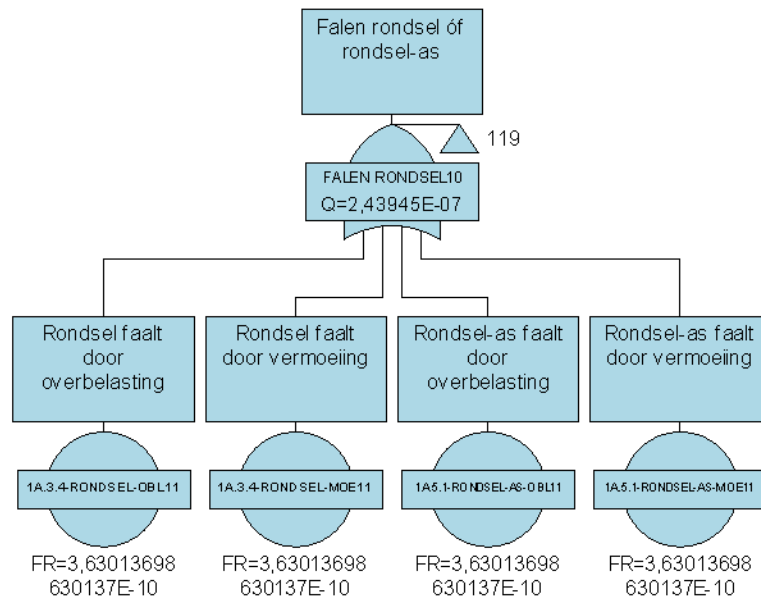 Falen rondsel óf
rondsel-as
119
FALEN RONDSEL10
Q=2,43945E-07
Rondsel faalt
door
overbelasting
Rondsel faalt
door vermoeiing
Rondsel-as faalt
door
overbelasting
Rondsel-as faalt
door vermoeiing
1A.3.4-RONDSEL-OBL11
1A.3.4-RONDSEL-MOE11
1A5.1-RONDSEL-AS-OBL11
1A5.1-RONDSEL-AS-MOE11
FR=3,63013698
630137E-10
FR=3,63013698
630137E-10
FR=3,63013698
630137E-10
FR=3,63013698
630137E-10